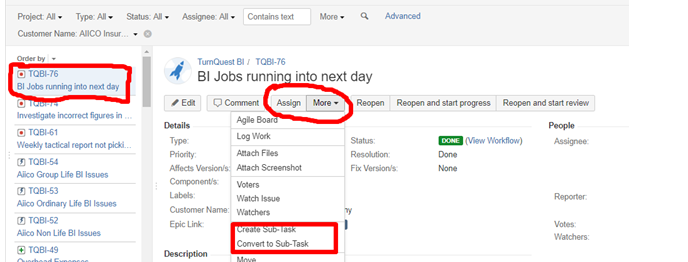 Project: All Type: All Status: All Assignee: All Contains text More Advanced
Customer Name: AIICO Insur...
Order by
TQBI-76
BI Jobs running into next day
TQBI-74
Investigate incorrect figures in ...
TQBI-61
Weekly tactical report not picki...
TQBI-54
Aiico Group Life BI Issues
TQBI-53
Aiico Ordinary BI Issues
TQBI-52
Aiico Non Life BI Issues
TQBI-49
Overhead Expenses
TurnQuest BI / TQBI-76
BI Jobs running into next day
Edit Comment Assign More Reopen Reopen and start progress Reopen and start review
Details
Type:
Priority:
Affects Version/s:
Component/s:
Labels:
Customer Name:
Epic Link:
Description
Agile Board
Log Work
Attach Files
Attach Screenshot
Voters
Watch Issue
Watchers
Create Sub-Task
Convert to Sub-Task
Move
Status: DONE (View Workflow)
Resolution: Done
Fix Version/s: None
People
Assignee:
Reporter:
Votes:
Watchers: